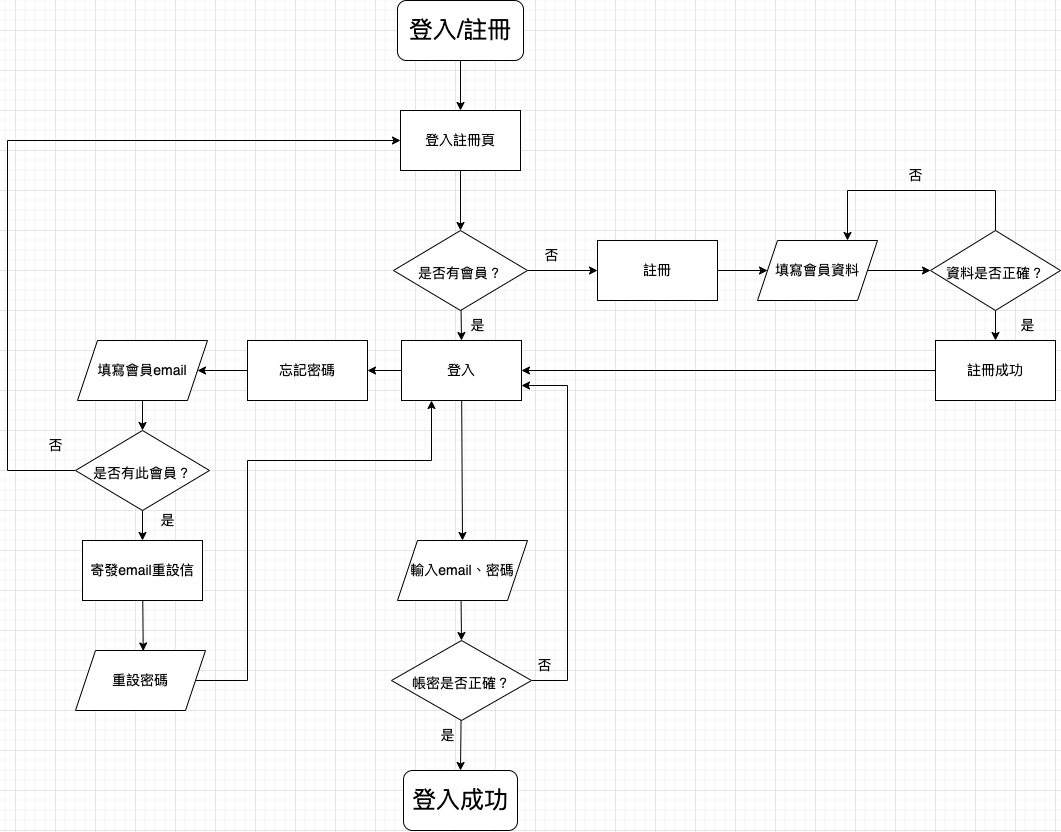 登入/註冊
登入註冊頁
否
是否有會員？
否
註冊
填寫會員資料
資料是否正確？
是
是
填寫會員email
忘記密碼
登入
註冊成功
否
是否有此會員？
是
寄發email重設信
輸入email、密碼
否
重設密碼
帳密是否正確？
是
登入成功